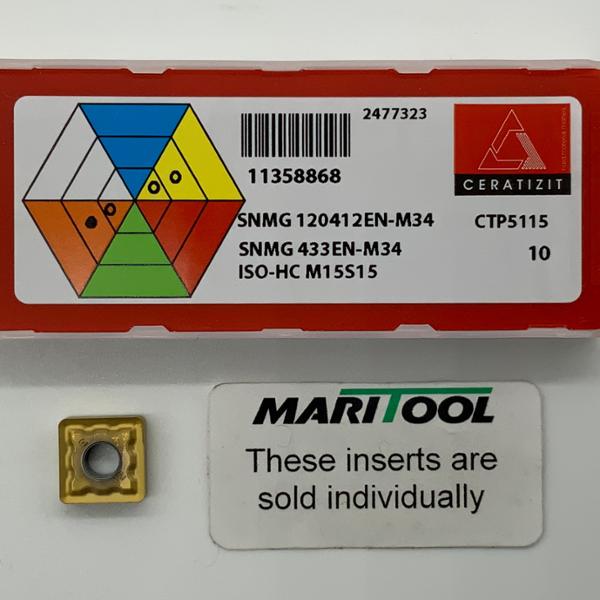 2477323
11358868
CERATIZIT
SNMG 120412EN-M34
CTP5115
SNMG 433EN-M34
10
ISO-HC M15S15
MARITOOL
These inserts are
sold individually